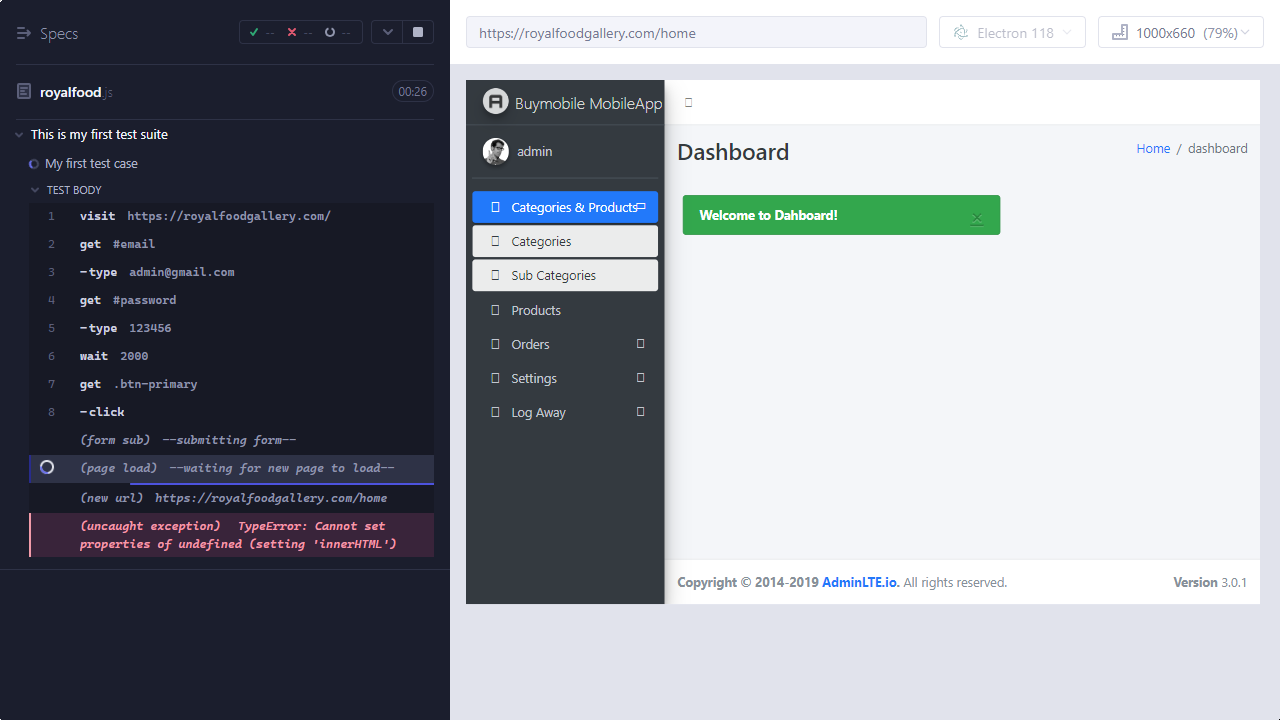 Specs
-- -- --
royalfood.js
00:26
This is my first test suite
My first test case
TEST BODY
1 visit https://royalfoodgallery.com/
2 get #email
3 -type admin@gmail.com
4 get #password
5 -type 123456
6 wait 2000
7 get .btn-primary
8 -click
(form sub) --submitting form--
(page load) --waiting for new page to load--
(new url) https://royalfoodgallery.com/home
(uncaught exception) TypeError: Cannot set
properties of undefined (setting 'innerHTML')
https://royalfoodgallery.com/home
Electron 118
1000x660 (79%)
Buymobile MobileApp
admin
Categories & Products
Categories
Sub Categories
Products
Orders
Settings
Log Away
Dashboard
Home / dashboard
Welcome to Dahboard!
×
Copyright © 2014-2019 AdminLTE.io. All rights reserved.
Version 3.0.1